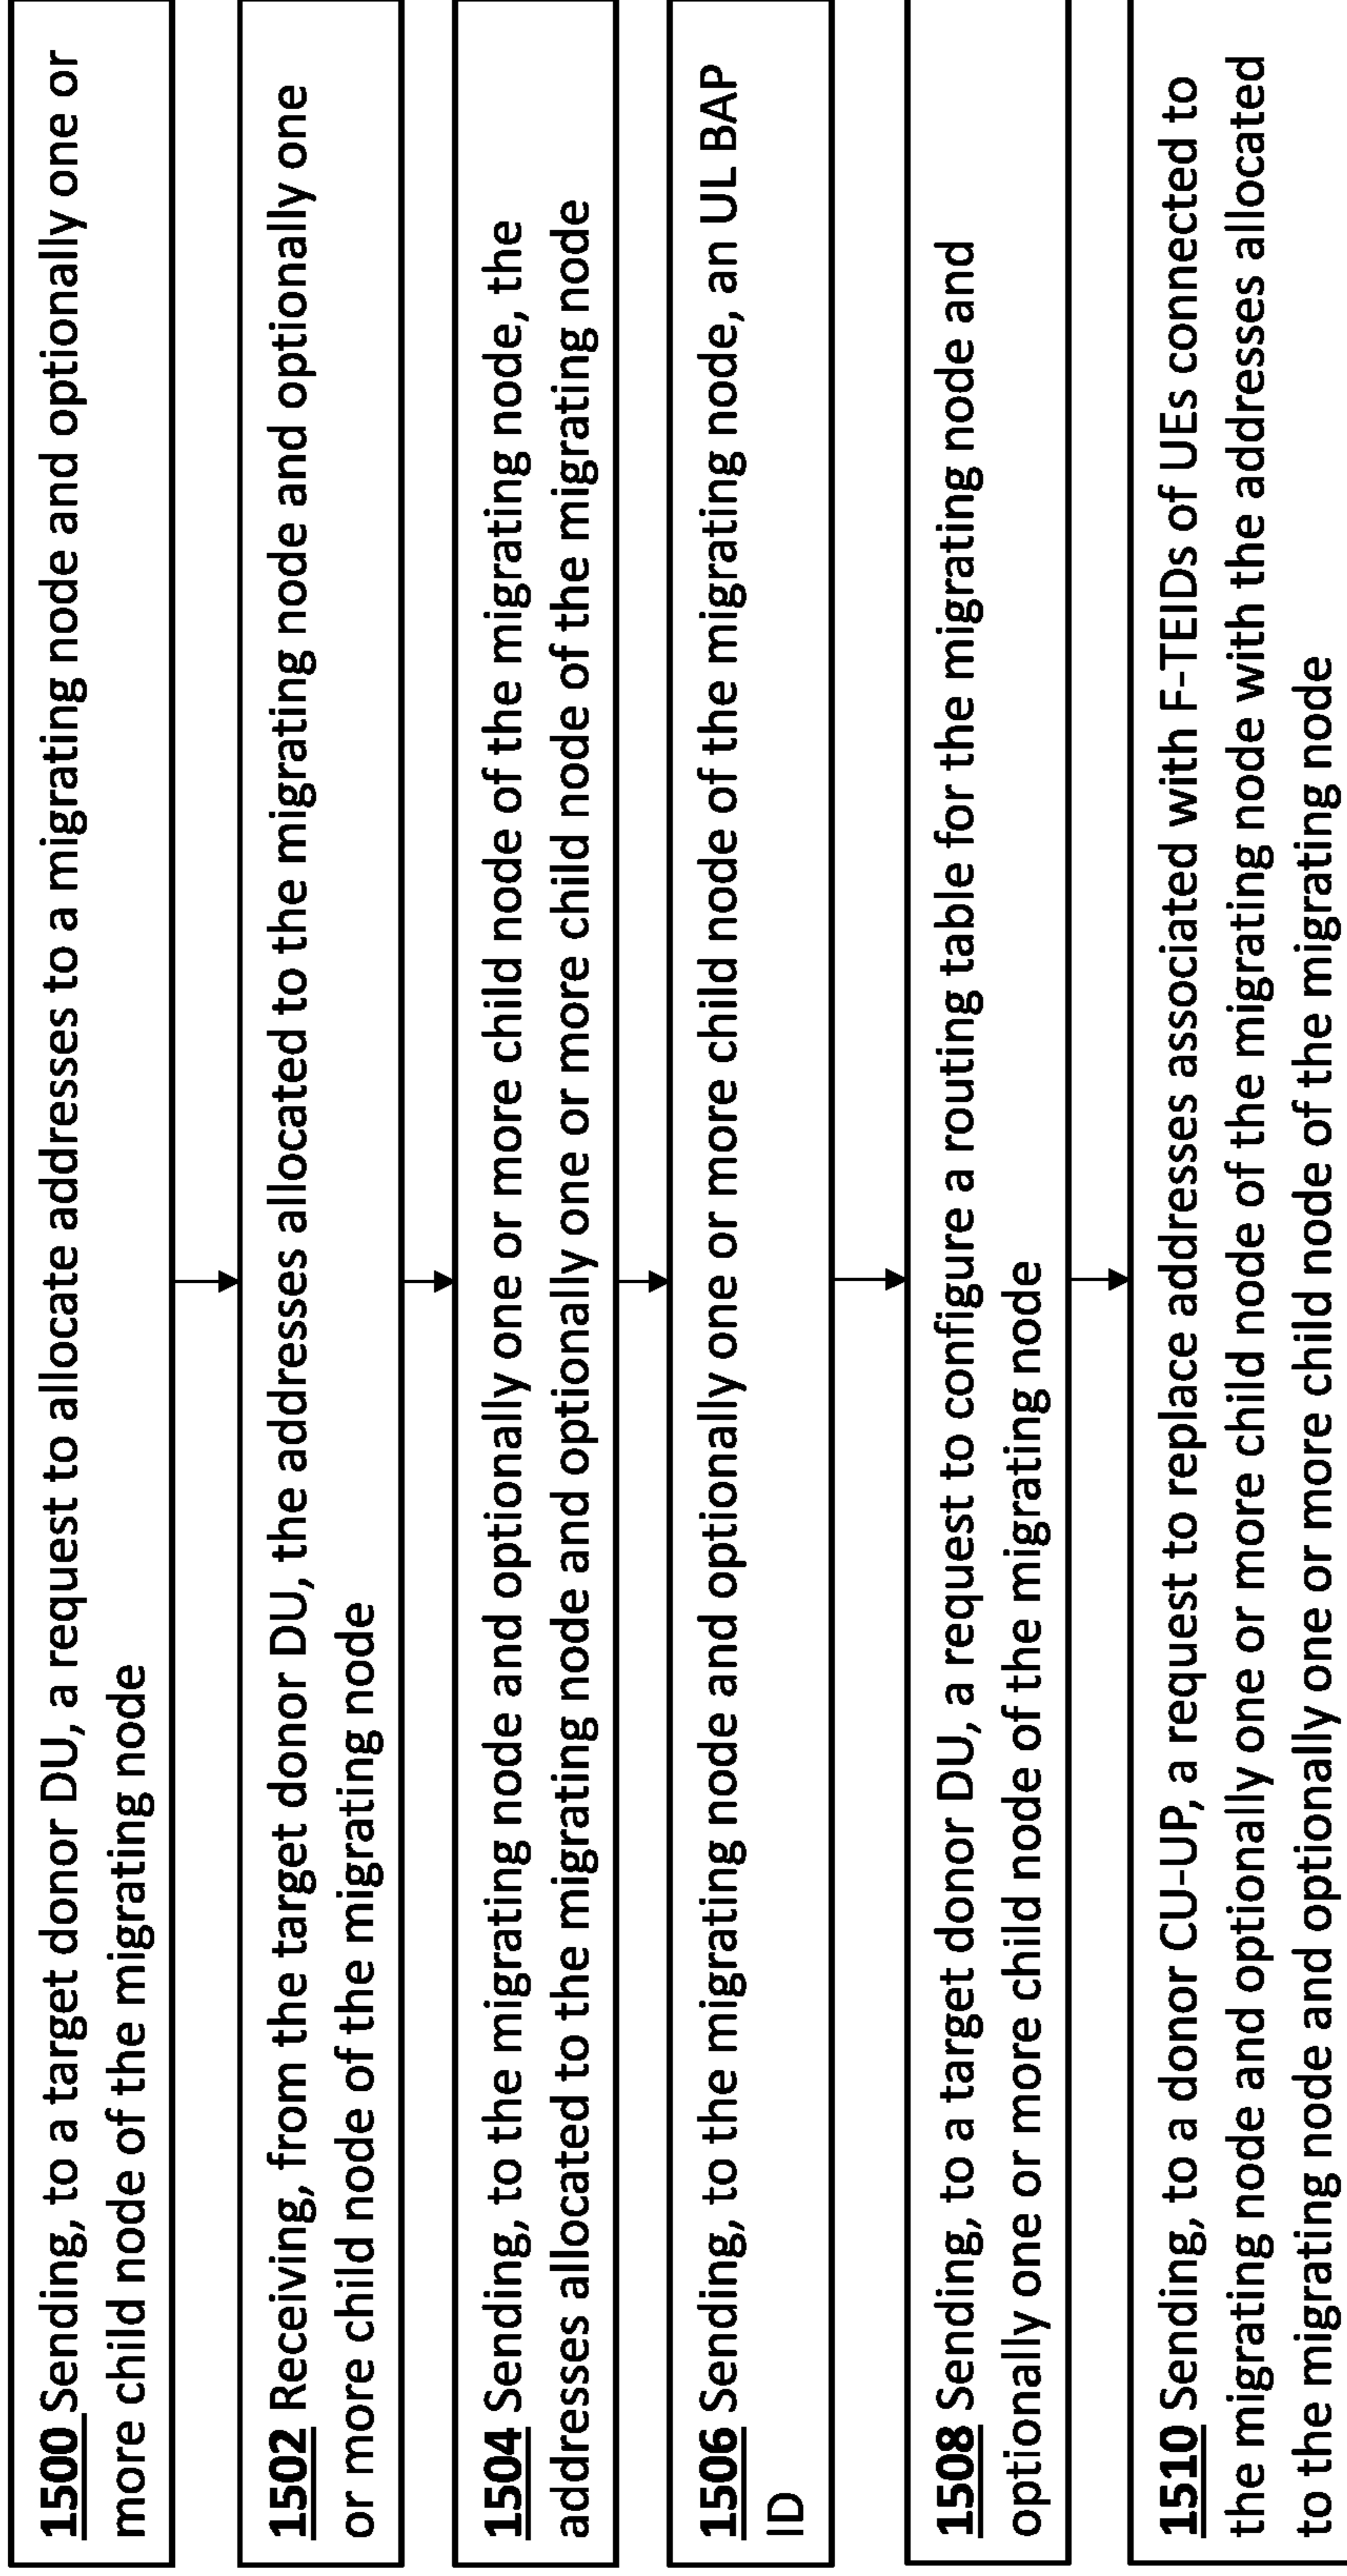 1500 Sending, to a target donor DU, a request to allocate addresses to a migrating node and optionally one or
more child node of the migrating node
1502 Receiving, from the target donor DU, the addresses allocated to the migrating node and optionally one
or more child node of the migrating node
1504 Sending, to the migrating node and optionally one or more child node of the migrating node, the
addresses allocated to the migrating node and optionally one or more child node of the migrating node
1506 Sending, to the migrating node and optionally one or more child node of the migrating node, an UL BAP
ID
1508 Sending, to a target donor DU, a request to configure a routing table for the migrating node and
optionally one or more child node of the migrating node
1510 Sending, to a donor CU-UP, a request to replace addresses associated with F-TEIDs of UEs connected to
the migrating node and optionally one or more child node of the migrating node with the addresses allocated
to the migrating node and optionally one or more child node of the migrating node